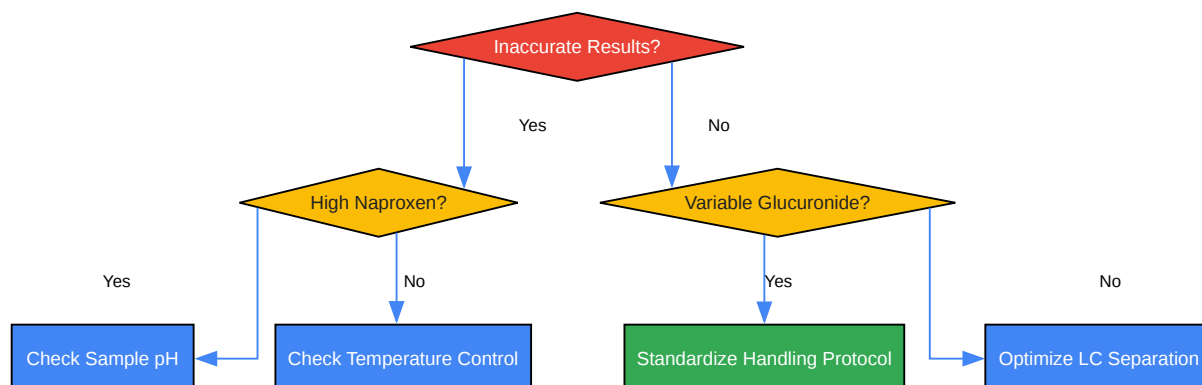 Inaccurate Results?
Yes
No
High Naproxen?
Variable Glucuronide?
Yes
No
Yes
No
Check Sample pH
Check Temperature Control
Standardize Handling Protocol
Optimize LC Separation